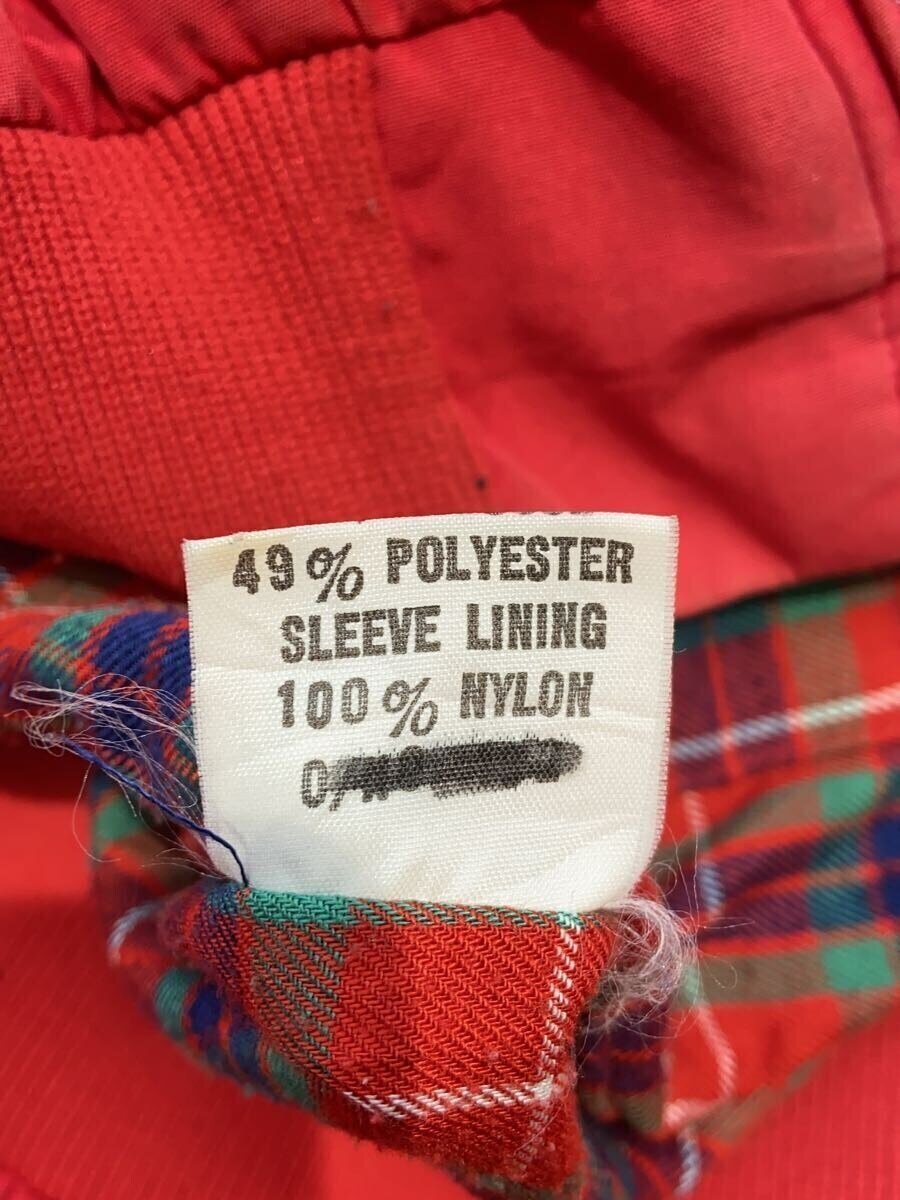 49% POLYESTER
SLEEVE LINING
100% NYLON